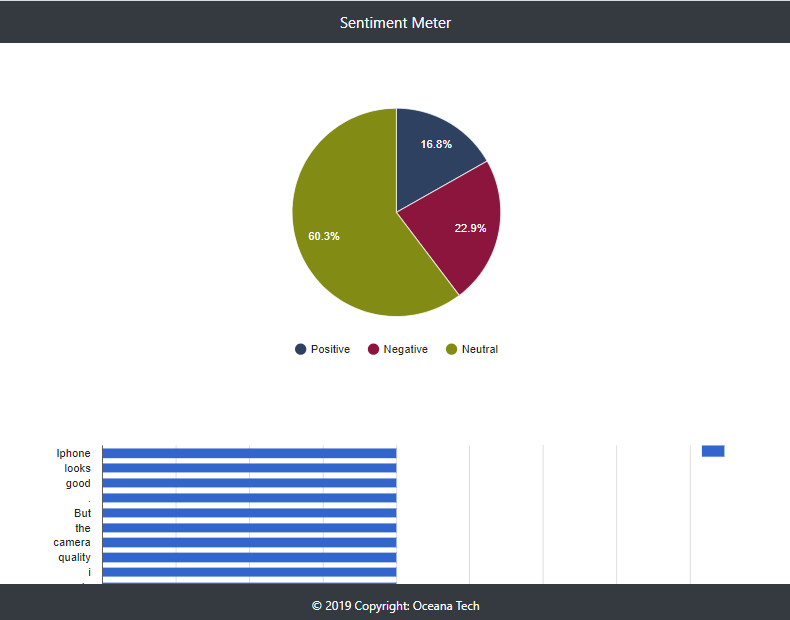 Sentiment Meter
16.8%
22.9%
60.3%
Positive Negative Neutral
Iphone
looks
good
.
But
the
camera
quality
i
© 2019 Copyright: Oceana Tech